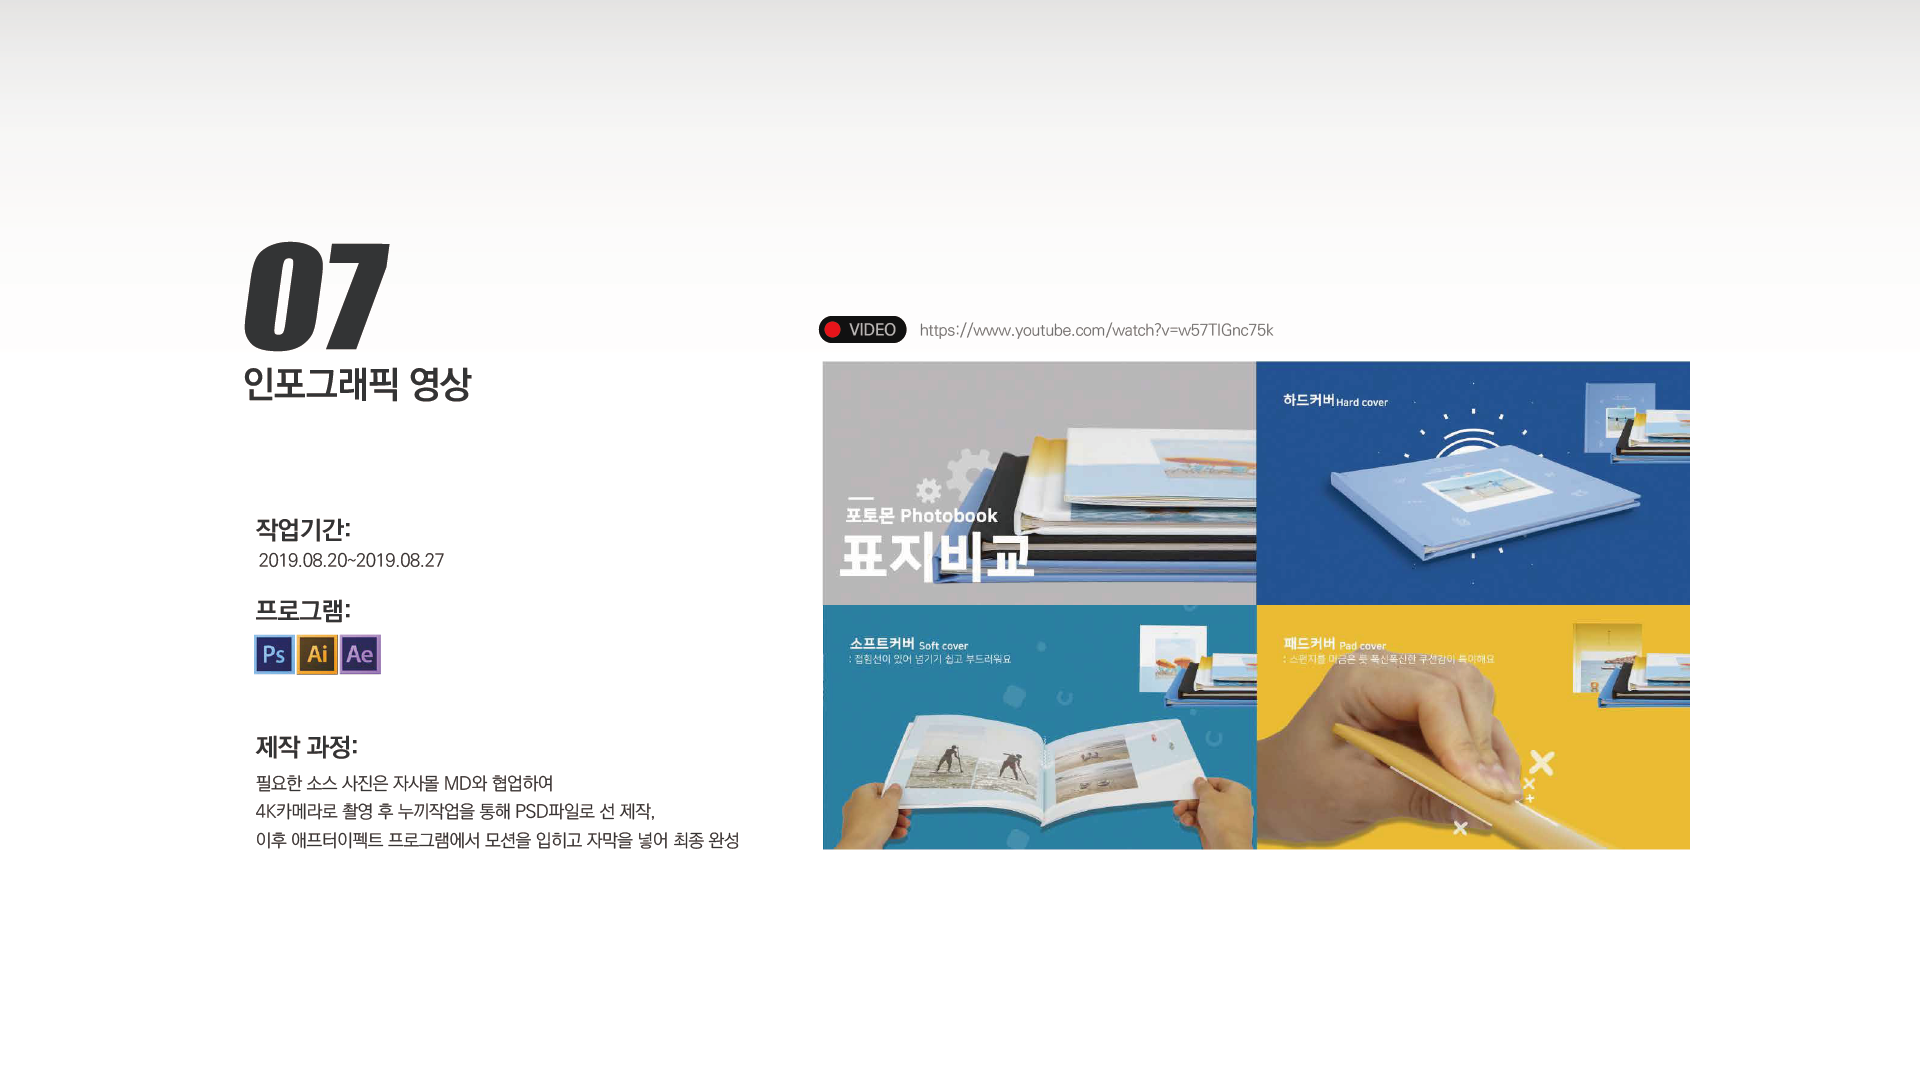 07
인포그래픽 영상
작업기간:
2019.08.20~2019.08.27
프로그램:
Ps Ai Ae
제작 과정:
필요한 소스 사진은 자사몰 MD와 협업하여
4K카메라로 촬영 후 누끼작업을 통해 PSD파일로 선 제작,
이후 애프터이펙트 프로그램에서 모션을 입히고 자막을 넣어 최종 완성
VIDEO https://www.youtube.com/watch?v=w57TIGnc75k
포토몬 Photobook
표지비교
하드커버 Hard cover
소프트커버 Soft cover
: 접힘선이 있어 넘기기 쉽고 부드러워요
패드커버 Pad cover
: 스펀지를 머금은 듯 폭신폭신한 쿠션감이 특이해요